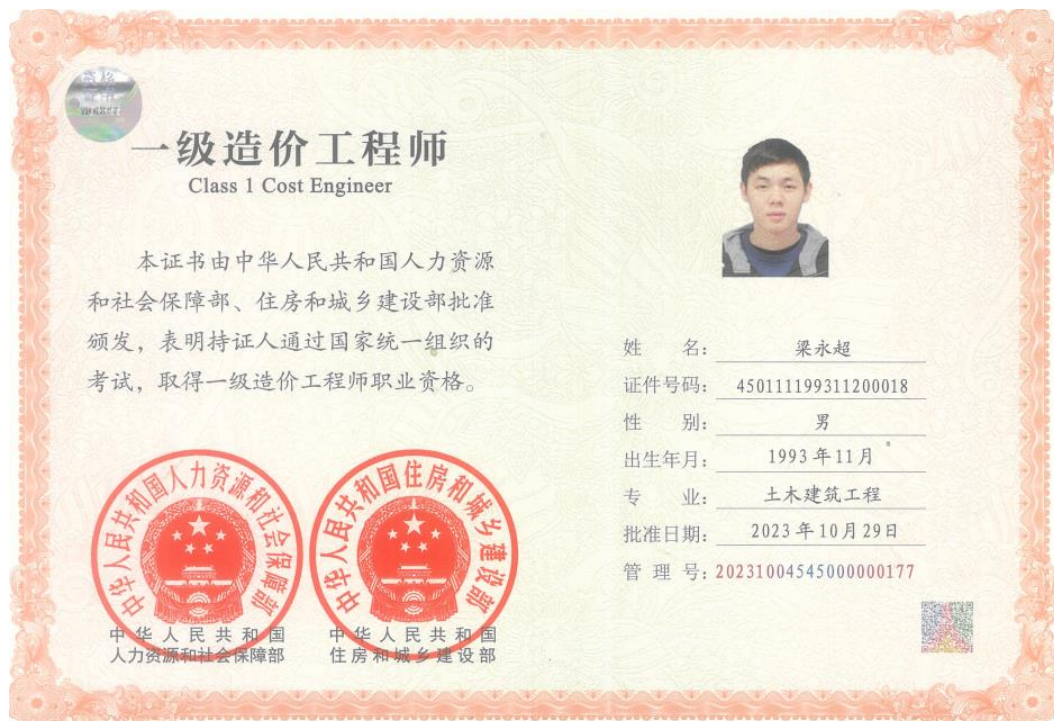 一级造价工程师
Class 1 Cost Engineer
本证书由中华人民共和国人力资源
和社会保障部、住房和城乡建设部批准
颁发，表明持证人通过国家统一组织的
考试，取得一级造价工程师职业资格。
中华人民共和国人力资源和社会保障部
中华人民共和国
人力资源和社会保障部
中华人民共和国住房和城乡建设部
中华人民共和国
住房和城乡建设部
姓 名： 梁永超
证件号码： 450111199311200018
性 别： 男
出生年月： 1993年11月
专 业： 土木建筑工程
批准日期： 2023年10月29日
管 理 号： 20231004545000000177